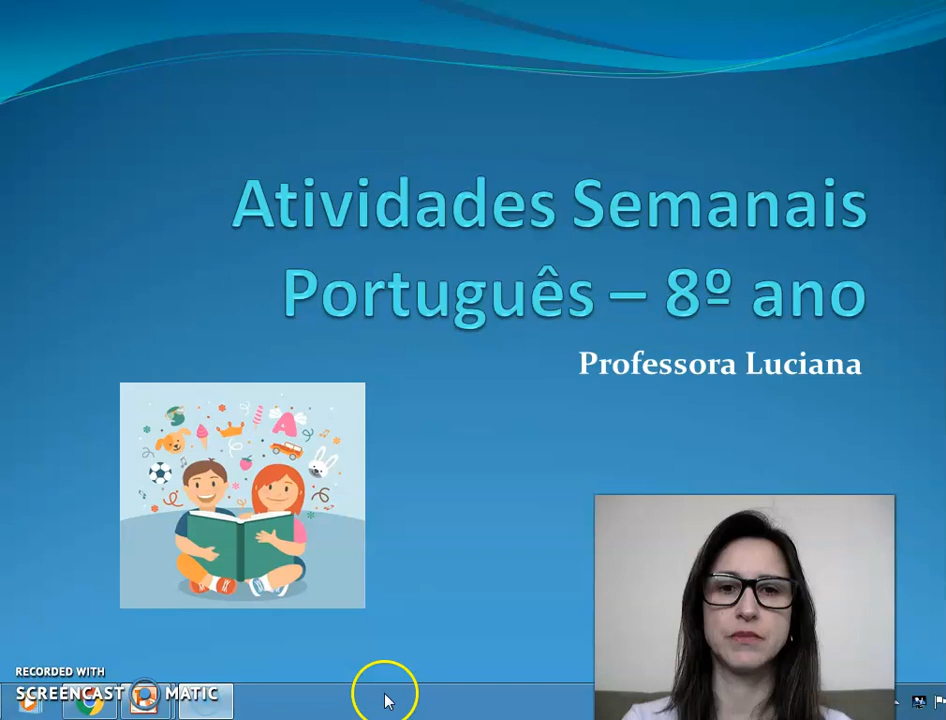 Atividades Semanais
Português – 8º ano
Professora Luciana
A
RECORDED WITH
SCREENCAST MATIC